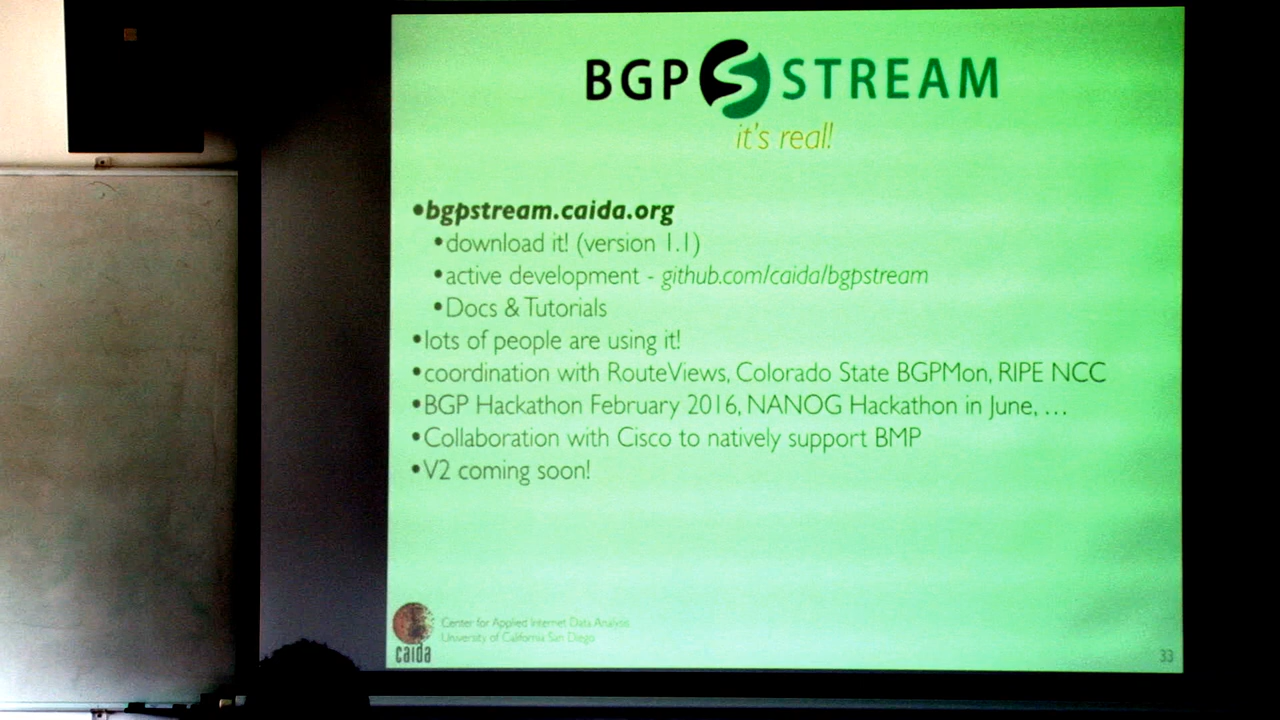 BGP STREAM
it's real!
•bgpstream.caida.org
•download it! (version 1.1)
•active development - github.com/caida/bgpstream
•Docs & Tutorials
•lots of people are using it!
•coordination with RouteViews, Colorado State BGPMon, RIPE NCC
•BGP Hackathon February 2016, NANOG Hackathon in June, …
•Collaboration with Cisco to natively support BMP
•V2 coming soon!
Center for Applied Internet Data Analysis
University of California San Diego
caida
33